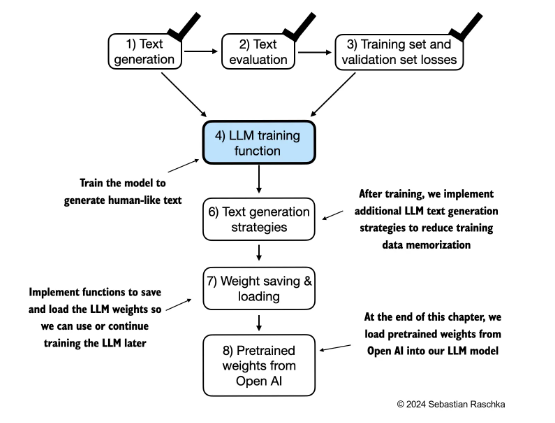 1) Text
generation
2) Text
evaluation
3) Training set and
validation set losses
4) LLM training
function
Train the model to
generate human-like text
6) Text generation
strategies
After training, we implement
additional LLM text generation
strategies to reduce training
data memorization
7) Weight saving &
loading
Implement functions to save
and load the LLM weights so
we can use or continue
training the LLM later
8) Pretrained
weights from
Open AI
At the end of this chapter, we
load pretrained weights from
Open AI into our LLM model
© 2024 Sebastian Raschka